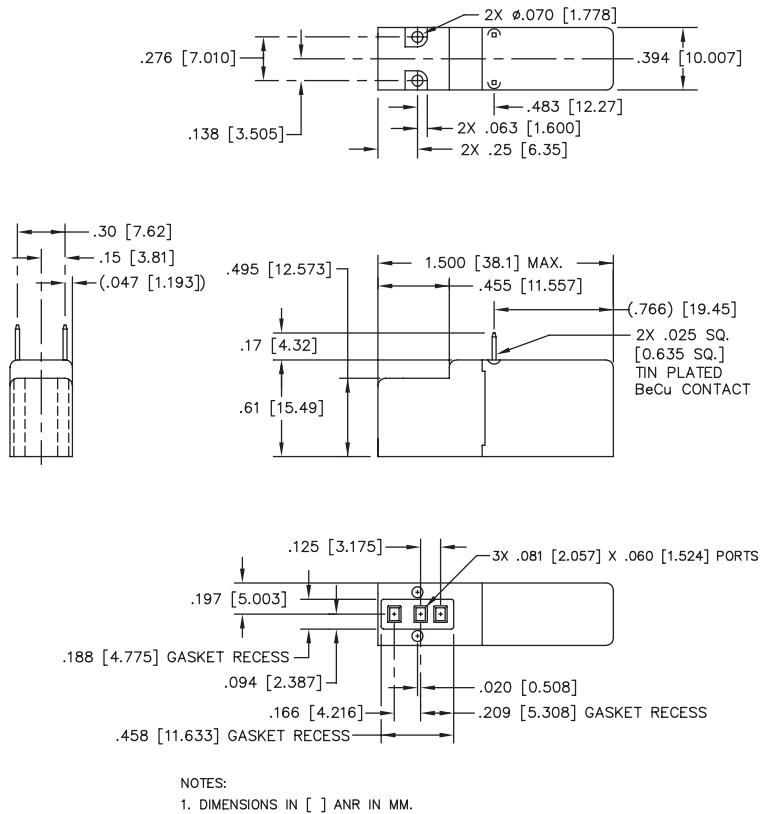 2X ø.070 [1.778]
.276 [7.010]
.394 [10.007]
.483 [12.27]
.138 [3.505]
2X .063 [1.600]
2X .25 [6.35]
.30 [7.62]
.15 [3.81]
(.047 [1.193])
.495 [12.573]
1.500 [38.1] MAX.
.455 [11.557]
(.766) [19.45]
.17 [4.32]
2X .025 SQ.
[0.635 SQ.]
TIN PLATED
BeCu CONTACT
.61 [15.49]
.125 [3.175]
3X .081 [2.057] X .060 [1.524] PORTS
.197 [5.003]
.188 [4.775] GASKET RECESS
.094 [2.387]
.020 [0.508]
.166 [4.216]
.209 [5.308] GASKET RECESS
.458 [11.633] GASKET RECESS
NOTES:
1. DIMENSIONS IN [ ] ANR IN MM.